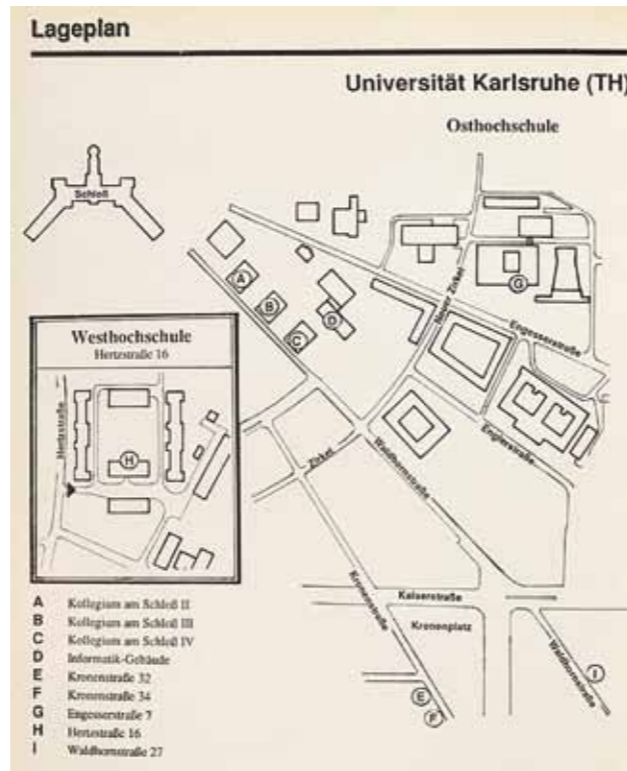 Lageplan
Universität Karlsruhe (TH)
Osthochschule
Schloß
A
B
C
D
G
Neuer Zirkel
Engesserstraße
Englerstraße
Zirkel
Waldhornstraße
Westhochschule
Hertzstraße 16
Hertzstraße
H
Kaiserstraße
Kronenplatz
Kronenstraße
Waldhornstraße
I
E
F
A Kollegium am Schloß II
B Kollegium am Schloß III
C Kollegium am Schloß IV
D Informatik-Gebäude
E Kronenstraße 32
F Kronenstraße 34
G Engesserstraße 7
H Hertzstraße 16
I Waldhornstraße 27